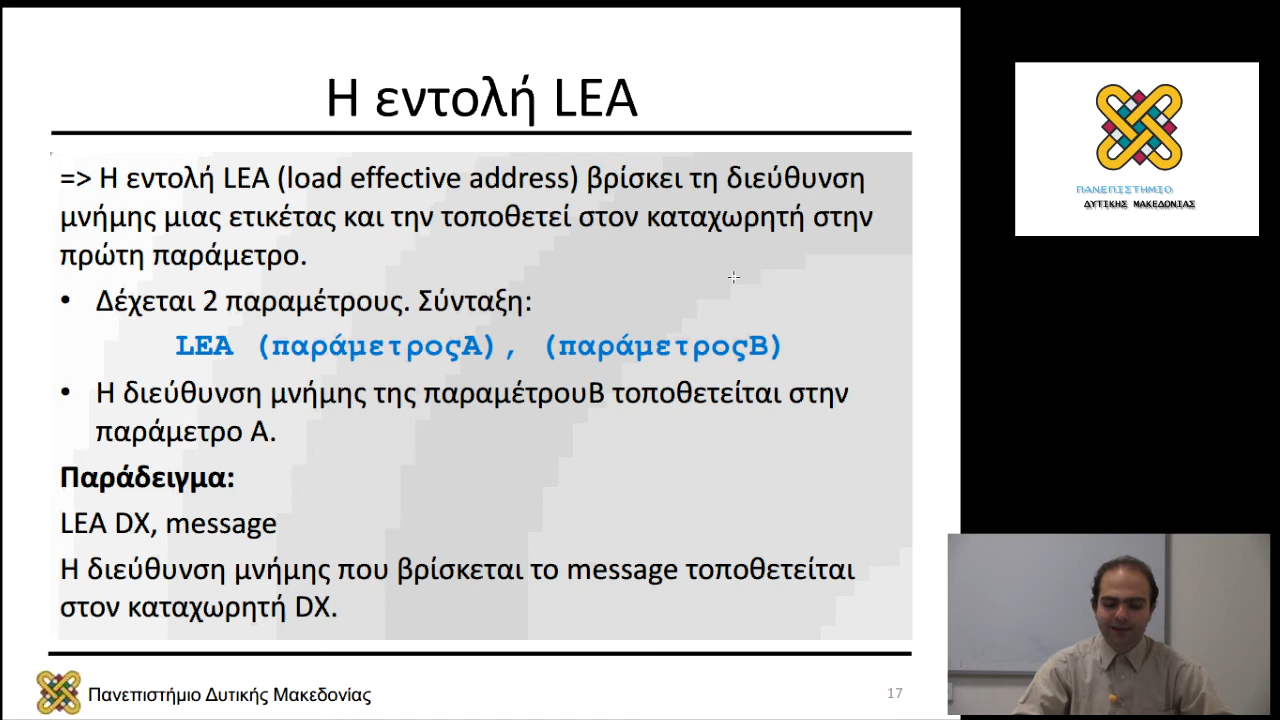 Η εντολή LEA
=> Η εντολή LEA (load effective address) βρίσκει τη διεύθυνση
μνήμης μιας ετικέτας και την τοποθετεί στον καταχωρητή στην
πρώτη παράμετρο.
• Δέχεται 2 παραμέτρους. Σύνταξη:
LEA (παράμετροςΑ), (παράμετροςΒ)
• Η διεύθυνση μνήμης της παραμέτρουΒ τοποθετείται στην
παράμετρο Α.
Παράδειγμα:
LEA DX, message
Η διεύθυνση μνήμης που βρίσκεται το message τοποθετείται
στον καταχωρητή DX.
Πανεπιστήμιο Δυτικής Μακεδονίας
17
ΠΑΝΕΠΙΣΤΗΜΙΟ
ΔΥΤΙΚΗΣ ΜΑΚΕΔΟΝΙΑΣ